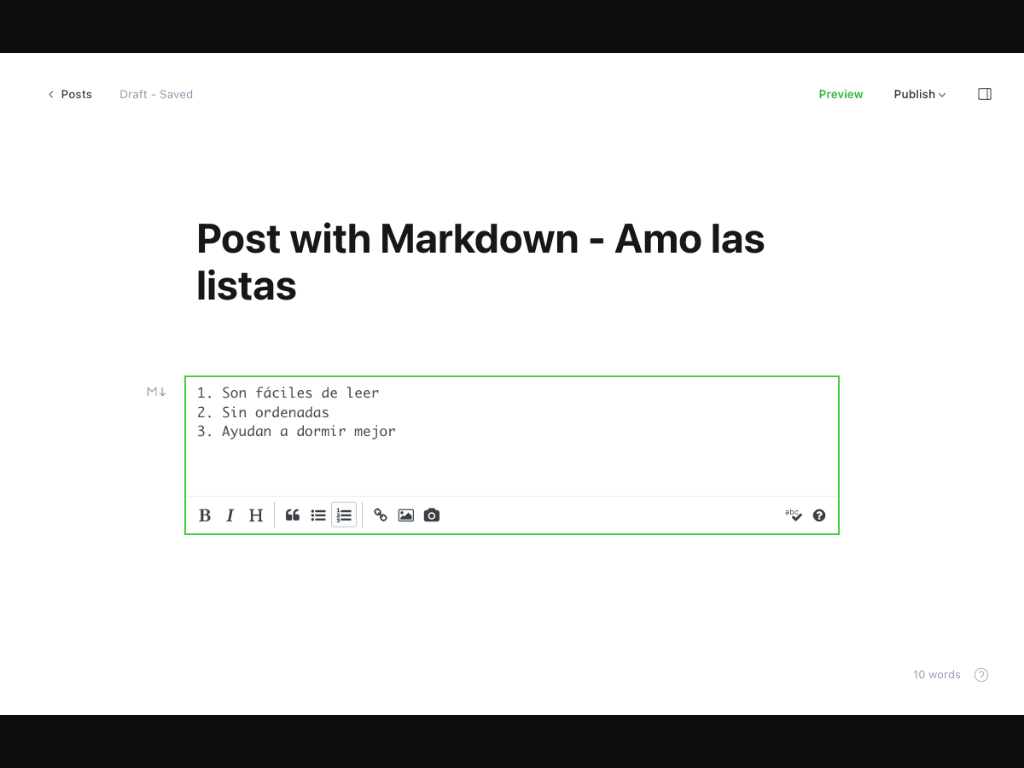 Posts
Draft - Saved
Preview
Publish
Post with Markdown - Amo las
listas
M↓
1. Son fáciles de leer
2. Sin ordenadas
3. Ayudan a dormir mejor
B I H
abc
10 words